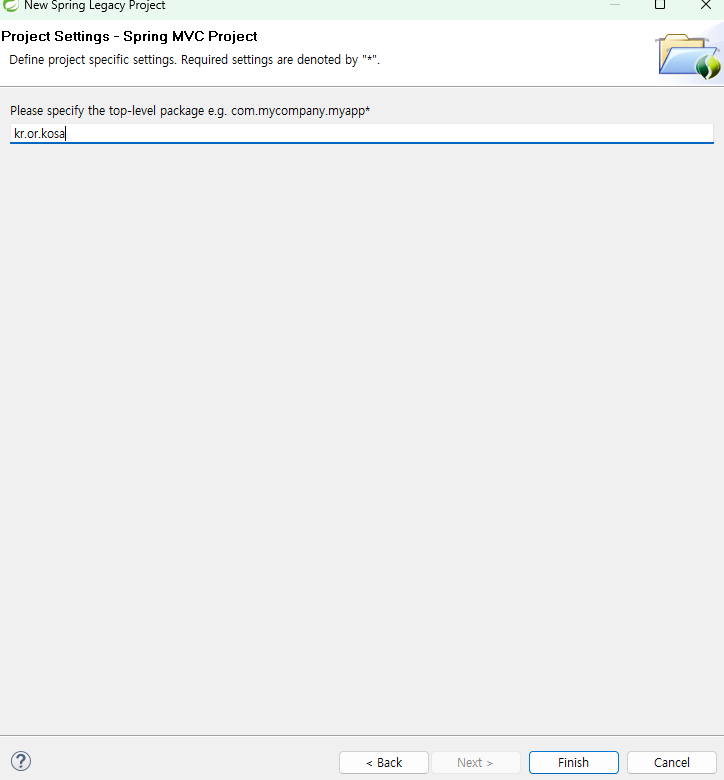 New Spring Legacy Project
Project Settings - Spring MVC Project
Define project specific settings. Required settings are denoted by "*".
Please specify the top-level package e.g. com.mycompany.myapp*
kr.or.kosa
?
< Back
Next >
Finish
Cancel